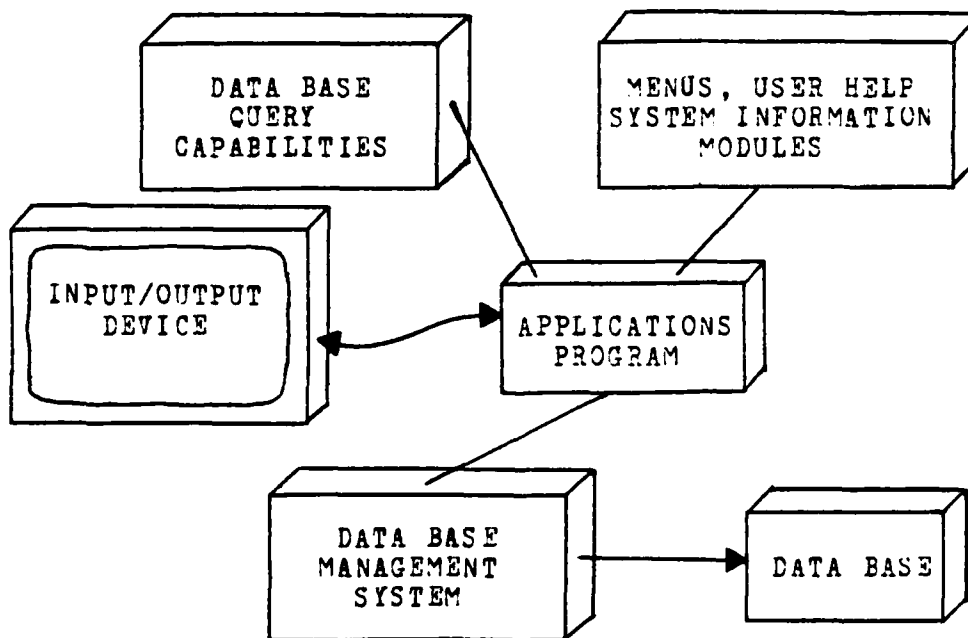 DATA BASE
QUERY
CAPABILITIES
MENUS, USER HELP
SYSTEM INFORMATION
MODULES
INPUT/OUTPUT
DEVICE
APPLICATIONS
PROGRAM
DATA BASE
MANAGEMENT
SYSTEM
DATA BASE